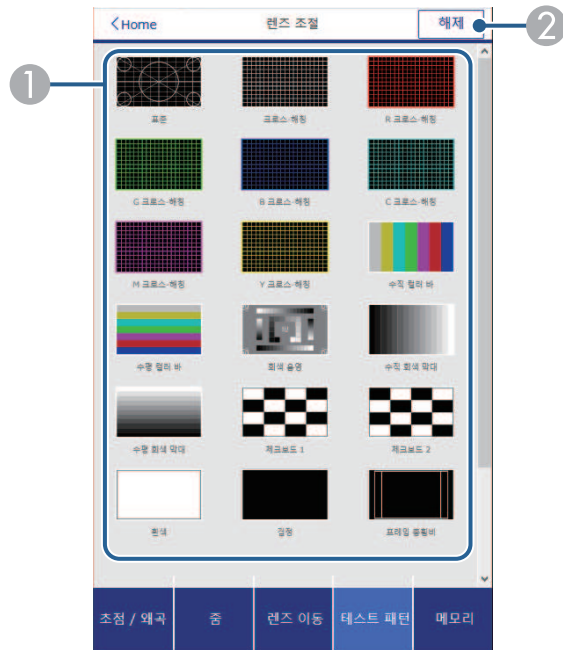 <Home 렌즈 조절 해제 2
1
표준 크로스-해칭 R 크로스-해칭
G 크로스-해칭 B 크로스-해칭 C 크로스-해칭
M 크로스-해칭 Y 크로스-해칭 수직 컬러 바
수평 컬러 바 회색 음영 수직 회색 막대
수평 회색 막대 체크보드 1 체크보드 2
흰색 검정 프레임 종횡비
초점 / 왜곡 줌 렌즈 이동 테스트 패턴 메모리